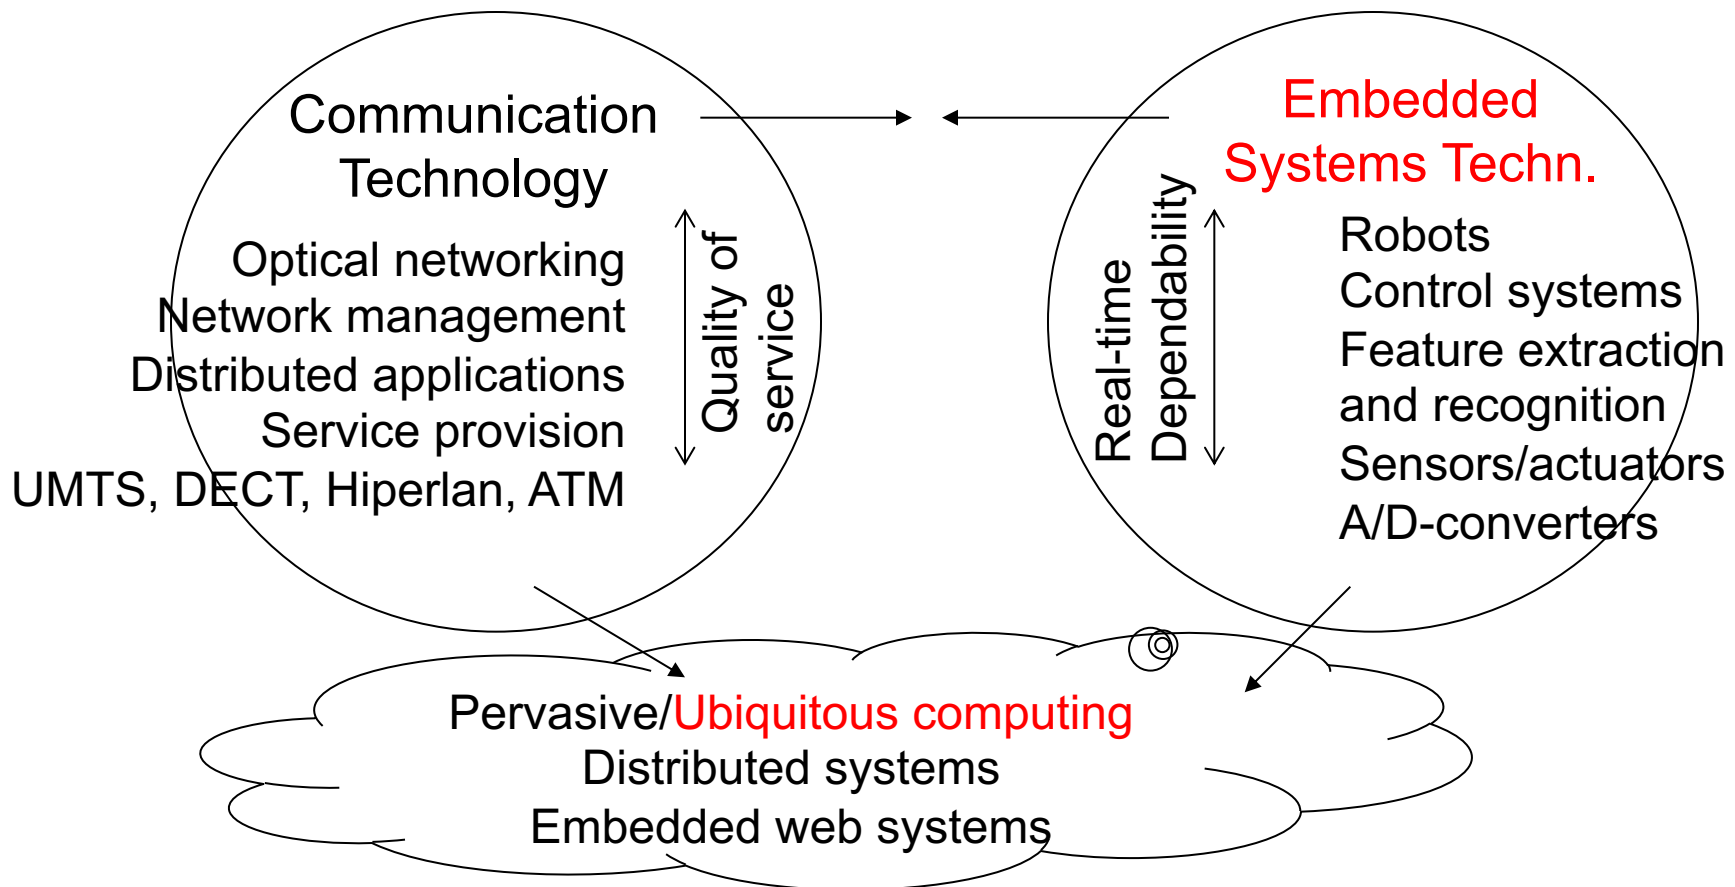 Communication
Technology
Optical networking
Network management
Distributed applications
Service provision
UMTS, DECT, Hiperlan, ATM
Quality of
service
Embedded
Systems Techn.
Real-time
Dependability
Robots
Control systems
Feature extraction
and recognition
Sensors/actuators
A/D-converters
Pervasive/Ubiquitous computing
Distributed systems
Embedded web systems